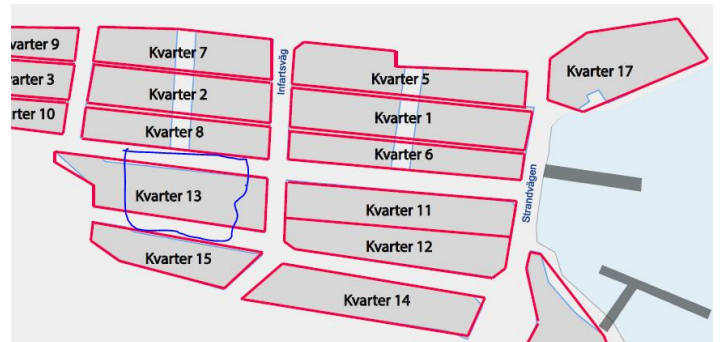 Kvarter 9
Kvarter 7
Infartsväg
Kvarter 5
Kvarter 17
Kvarter 3
Kvarter 2
Kvarter 1
rter 10
Kvarter 8
Kvarter 6
Strandvägen
Kvarter 13
Kvarter 11
Kvarter 12
Kvarter 15
Kvarter 14